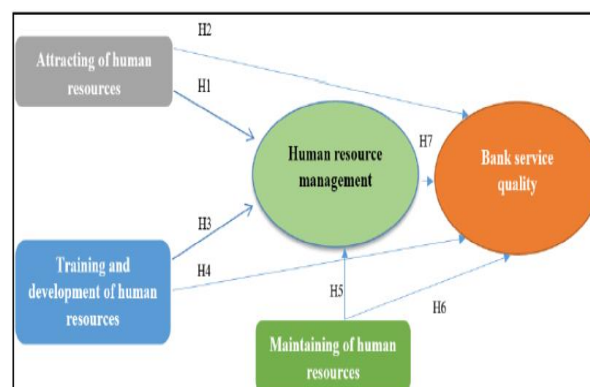 H2
Attracting of human
resources
H1
Human resource
management
H7
Bank service
quality
H3
Training and
development of human
resources
H4
H5
H6
Maintaining of human
resources